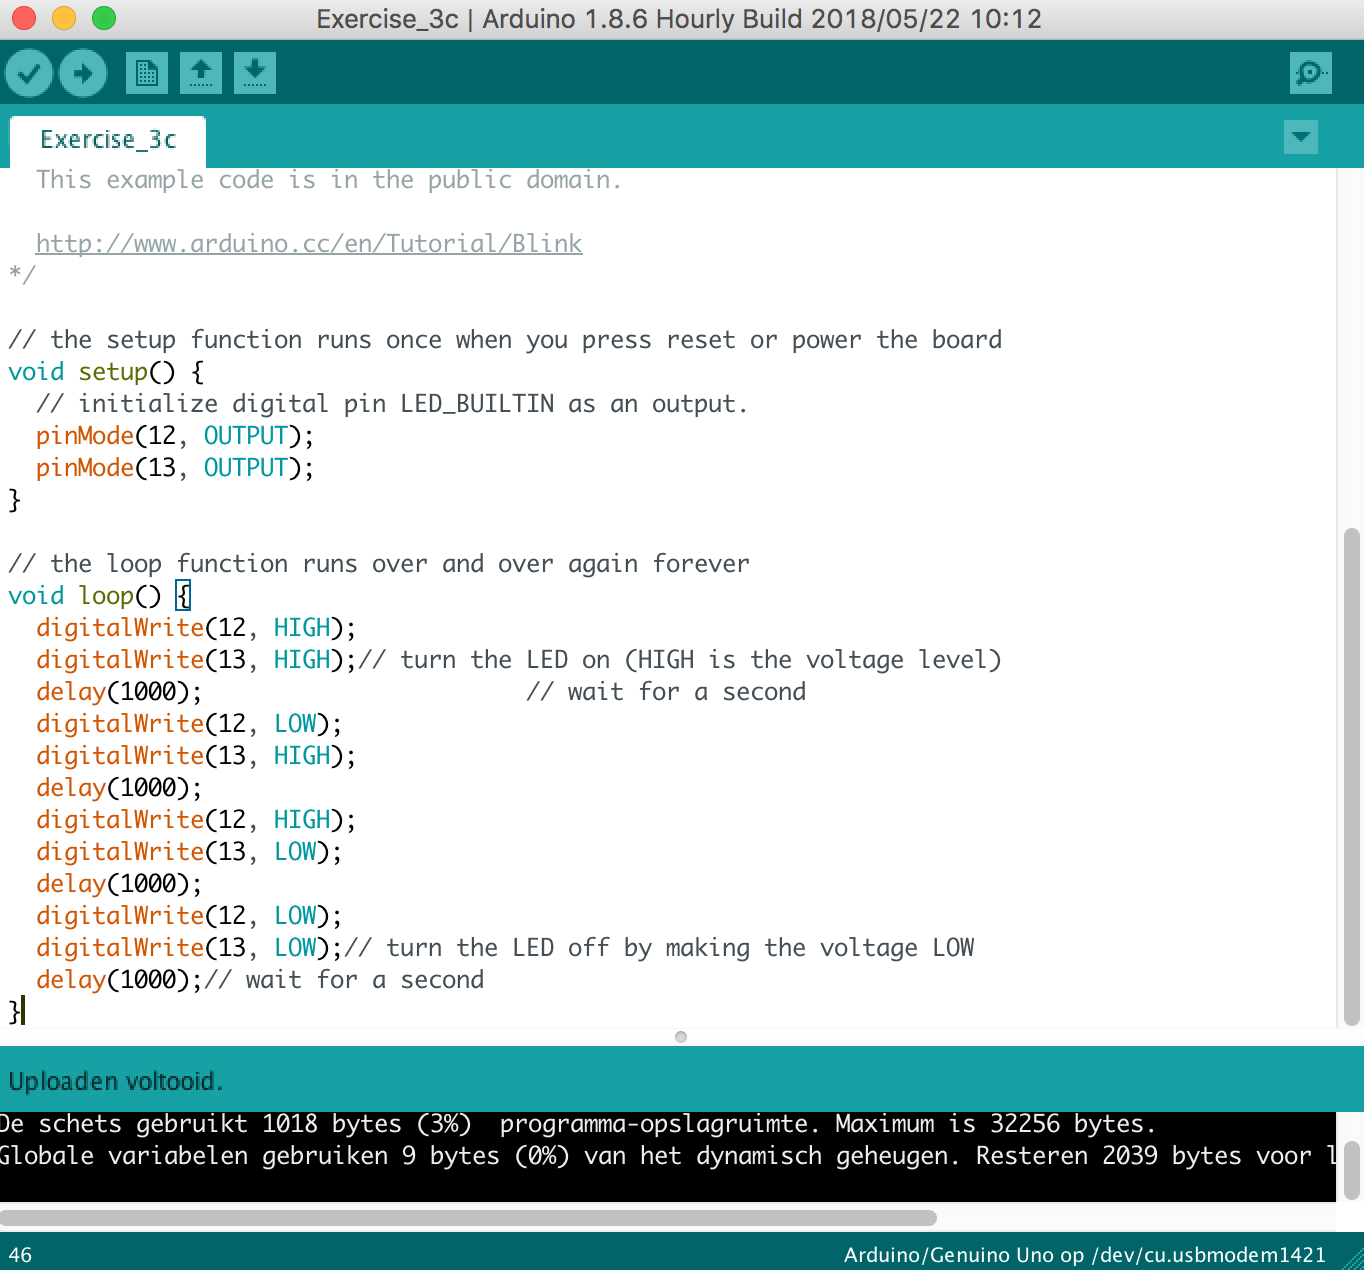 Exercise_3c | Arduino 1.8.6 Hourly Build 2018/05/22 10:12
Exercise_3c
This example code is in the public domain.
http://www.arduino.cc/en/Tutorial/Blink
*/
// the setup function runs once when you press reset or power the board
void setup() {
// initialize digital pin LED_BUILTIN as an output.
pinMode(12, OUTPUT);
pinMode(13, OUTPUT);
}
// the loop function runs over and over again forever
void loop() {
digitalWrite(12, HIGH);
digitalWrite(13, HIGH);// turn the LED on (HIGH is the voltage level)
delay(1000); // wait for a second
digitalWrite(12, LOW);
digitalWrite(13, HIGH);
delay(1000);
digitalWrite(12, HIGH);
digitalWrite(13, LOW);
delay(1000);
digitalWrite(12, LOW);
digitalWrite(13, LOW);// turn the LED off by making the voltage LOW
delay(1000);// wait for a second
}
Uploaden voltooid.
De schets gebruikt 1018 bytes (3%) programma-opslagruimte. Maximum is 32256 bytes.
Globale variabelen gebruiken 9 bytes (0%) van het dynamisch geheugen. Resteren 2039 bytes voor l
46
Arduino/Genuino Uno op /dev/cu.usbmodem1421